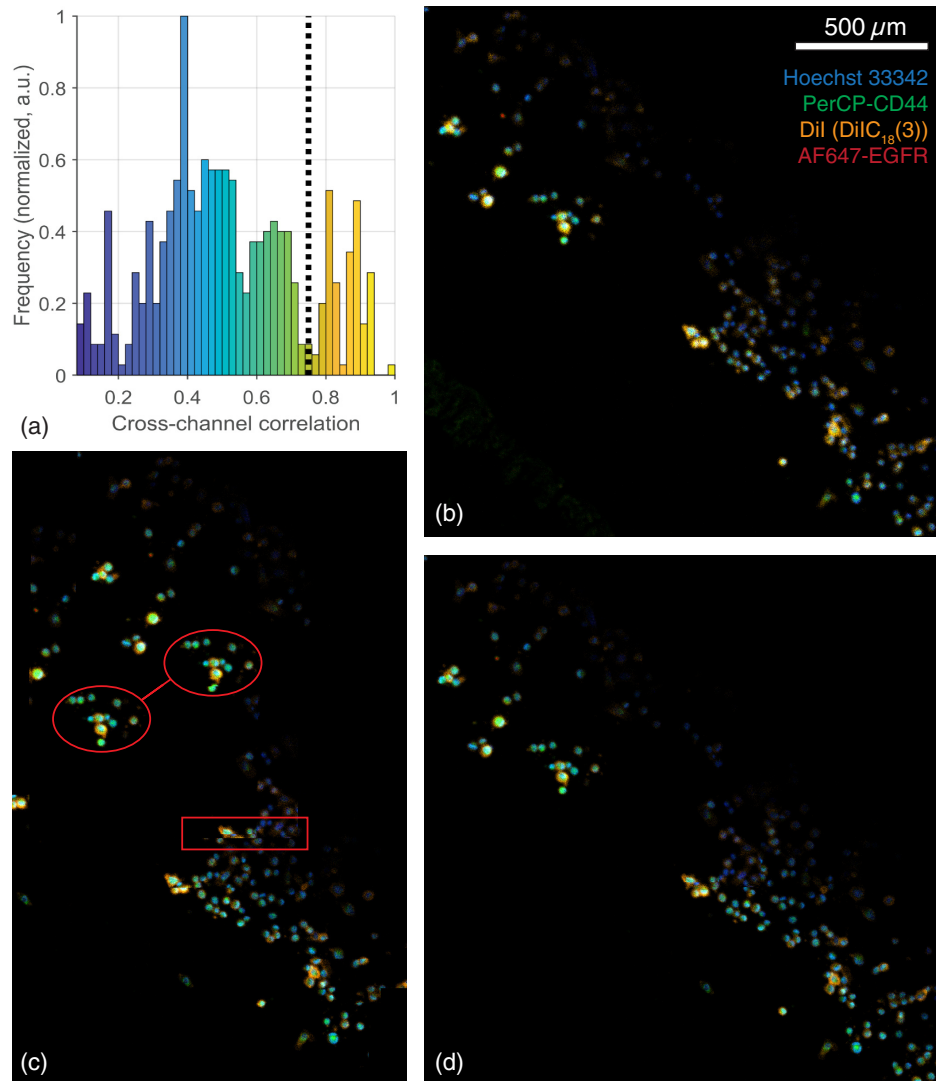 1
0.8
0.6
0.4
0.2
0
0.2 0.4 0.6 0.8 1
Frequency (normalized, a.u.)
Cross-channel correlation
(a)
500 µm
Hoechst 33342
PerCP-CD44
DiI (DiIC18(3))
AF647-EGFR
(b)
(c)
(d)